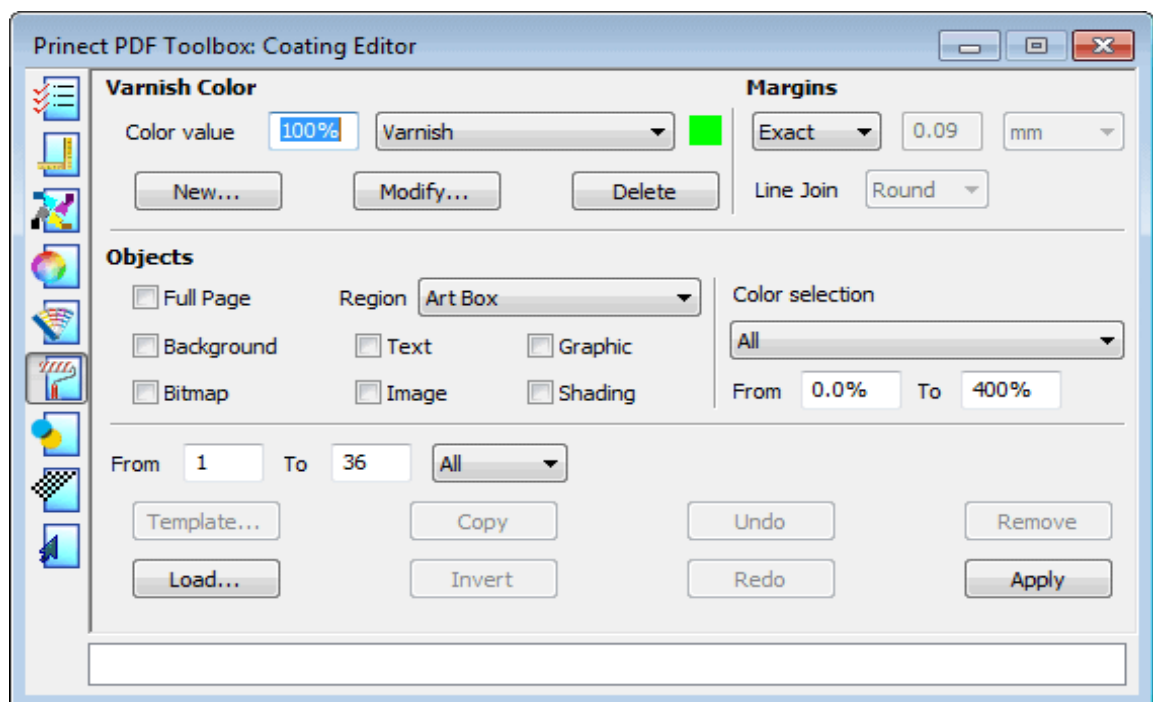 Prinect PDF Toolbox: Coating Editor
Varnish Color Margins
Color value 100% Varnish Exact 0.09 mm
New... Modify... Delete Line Join Round
Objects
Full Page Region Art Box Color selection
Background Text Graphic All
Bitmap Image Shading From 0.0% To 400%
From 1 To 36 All
Template... Copy Undo Remove
Load... Invert Redo Apply